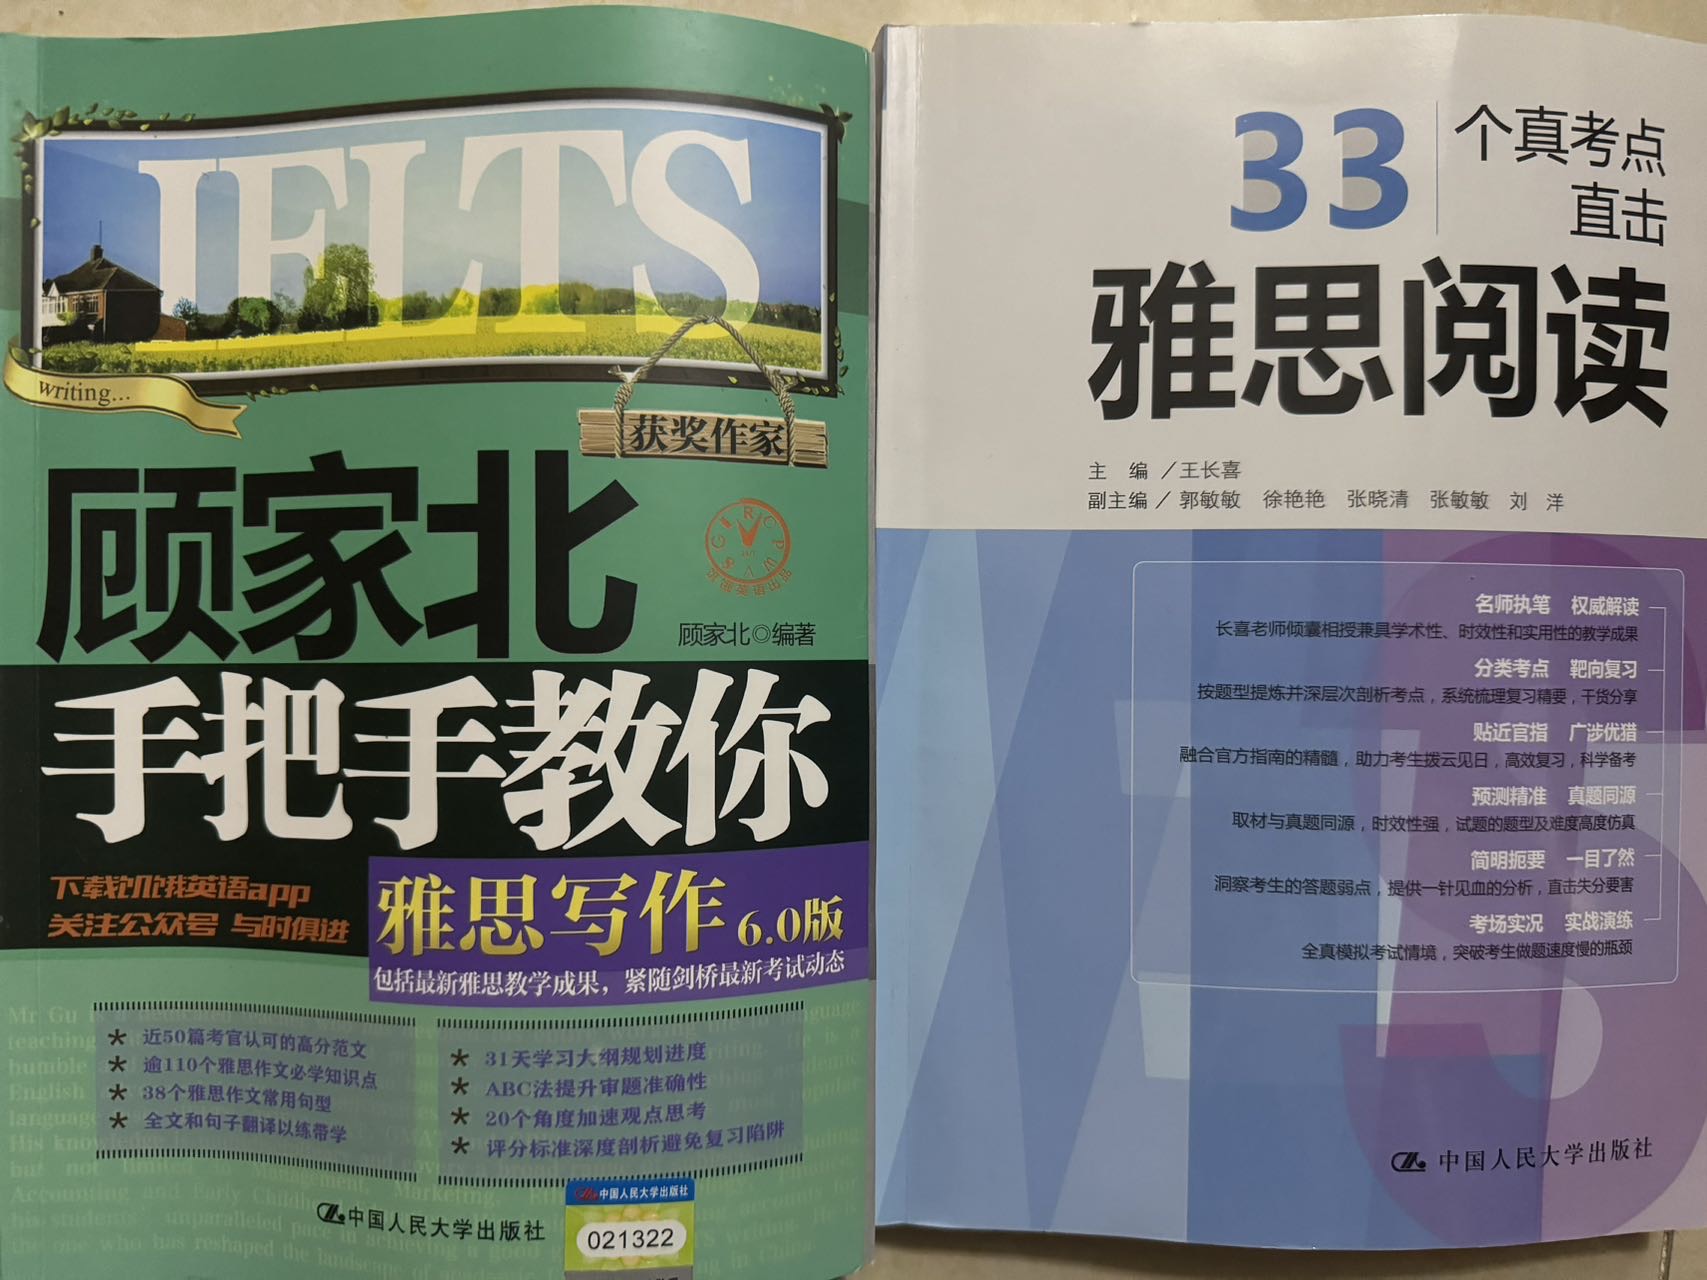 IELTS
writing...
获奖作家
顾家北
顾家北◎编著
手把手教你
下载饥饿英语app
关注公众号 与时俱进
雅思写作 6.0版
包括最新雅思教学成果，紧随剑桥最新考试动态
* 近50篇考官认可的高分范文
* 逾110个雅思作文必学知识点
* 38个雅思作文常用句型
* 全文和句子翻译以练带学
* 31天学习大纲规划进度
* ABC法提升审题准确性
* 20个角度加速观点思考
* 评分标准深度剖析避免复习陷阱
中国人民大学出版社
中国人民大学出版社
021322
33
个真考点
直击
雅思阅读
主 编／王长喜
副主编／郭敏敏 徐艳艳 张晓清 张敏敏 刘 洋
名师执笔 权威解读
长喜老师倾囊相授兼具学术性、时效性和实用性的教学成果
分类考点 靶向复习
按题型提炼并深层次剖析考点，系统梳理复习精要，干货分享
贴近官指 广涉优猎
融合官方指南的精髓，助力考生拨云见日，高效复习，科学备考
预测精准 真题同源
取材与真题同源，时效性强，试题的题型及难度高度仿真
简明扼要 一目了然
洞察考生的答题弱点，提供一针见血的分析，直击失分要害
考场实况 实战演练
全真模拟考试情境，突破考生做题速度慢的瓶颈
中国人民大学出版社